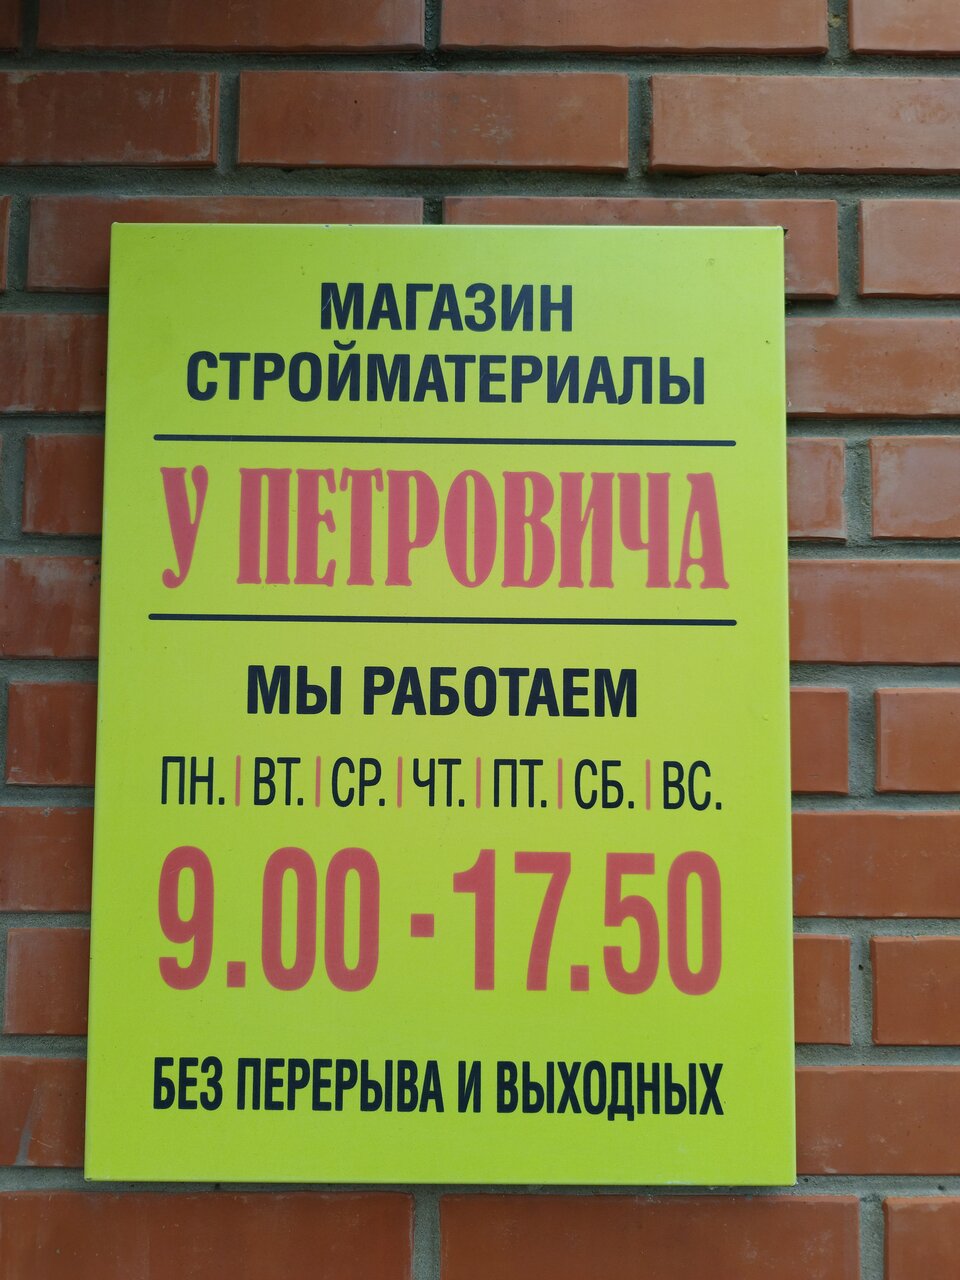 МАГАЗИН
СТРОЙМАТЕРИАЛЫ
У ПЕТРОВИЧА
МЫ РАБОТАЕМ
ПН.|ВТ.|СР.|ЧТ.|ПТ.|СБ.|ВС.
9.00 - 17.50
БЕЗ ПЕРЕРЫВА И ВЫХОДНЫХ